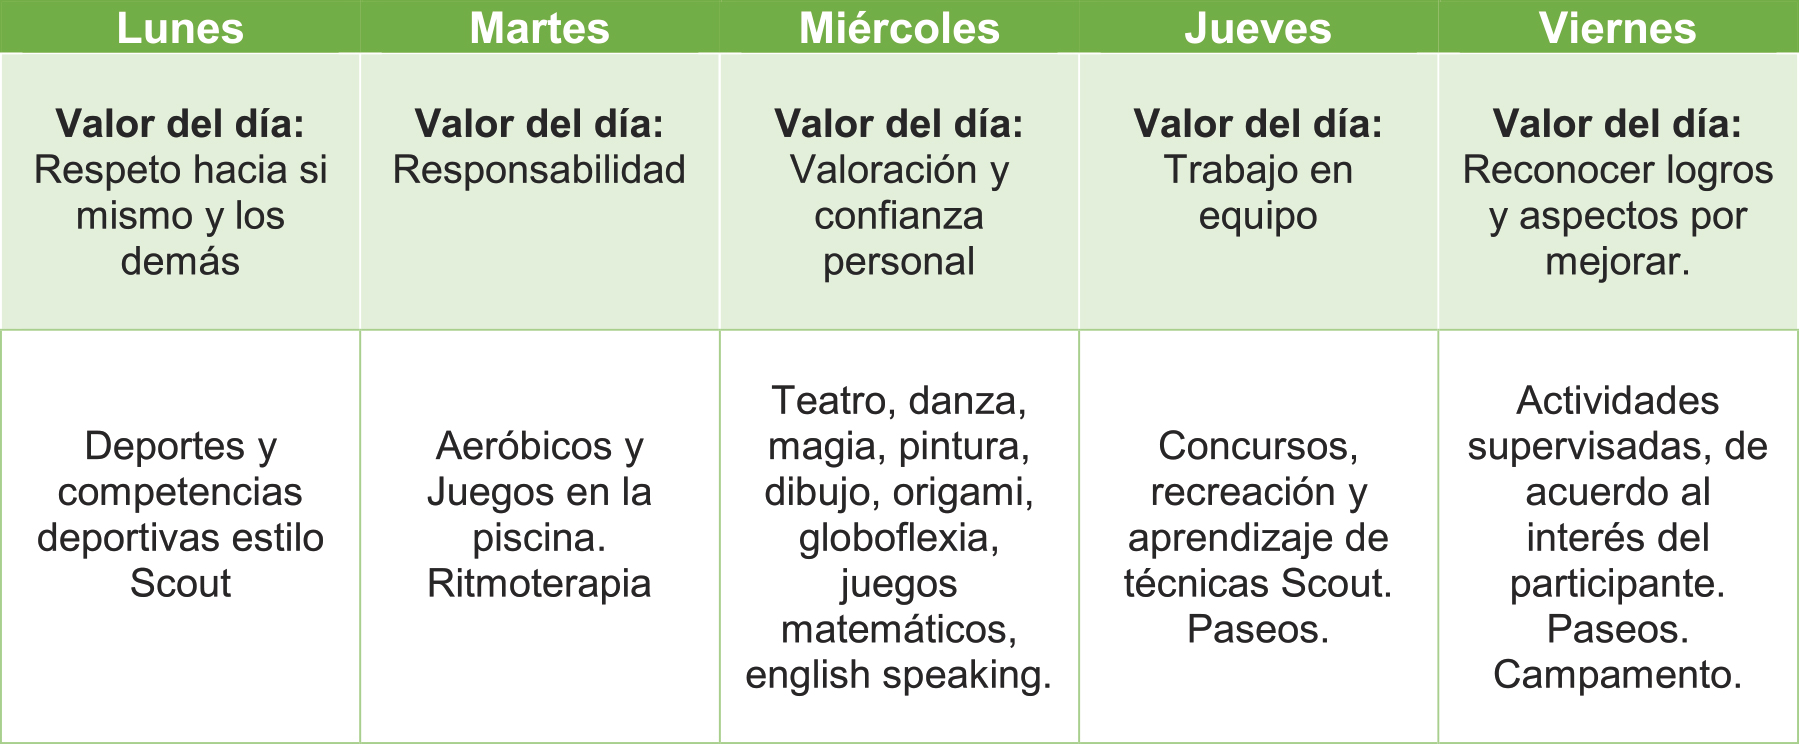 Lunes
Martes
Miércoles
Jueves
Viernes
Valor del día:
Respeto hacia si
mismo y los
demás
Valor del día:
Responsabilidad
Valor del día:
Valoración y
confianza
personal
Valor del día:
Trabajo en
equipo
Valor del día:
Reconocer logros
y aspectos por
mejorar.
Deportes y
competencias
deportivas estilo
Scout
Aeróbicos y
Juegos en la
piscina.
Ritmoterapia
Teatro, danza,
magia, pintura,
dibujo, origami,
globoflexia,
juegos
matemáticos,
english speaking.
Concursos,
recreación y
aprendizaje de
técnicas Scout.
Paseos.
Actividades
supervisadas, de
acuerdo al
interés del
participante.
Paseos.
Campamento.